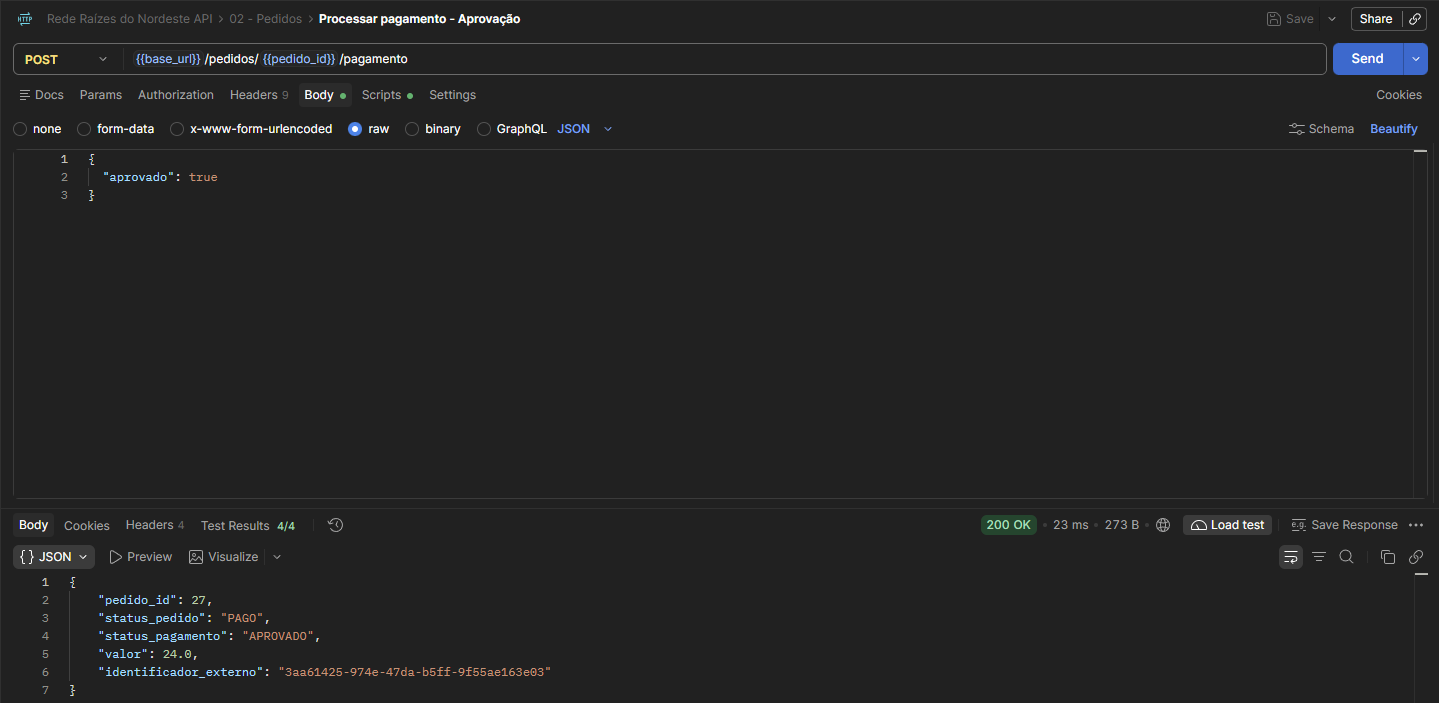 HTTP Rede Raízes do Nordeste API > 02 - Pedidos > Processar pagamento - Aprovação Save Share
POST {{base_url}} /pedidos/ {{pedido_id}} /pagamento Send
Docs Params Authorization Headers 9 Body Scripts Settings Cookies
none form-data x-www-form-urlencoded raw binary GraphQL JSON Schema Beautify
1 {
2 "aprovado": true
3 }
Body Cookies Headers 4 Test Results 4/4 200 OK • 23 ms • 273 B • Load test e.g. Save Response
{} JSON Preview Visualize
1 {
2 "pedido_id": 27,
3 "status_pedido": "PAGO",
4 "status_pagamento": "APROVADO",
5 "valor": 24.0,
6 "identificador_externo": "3aa61425-974e-47da-b5ff-9f55ae163e03"
7 }